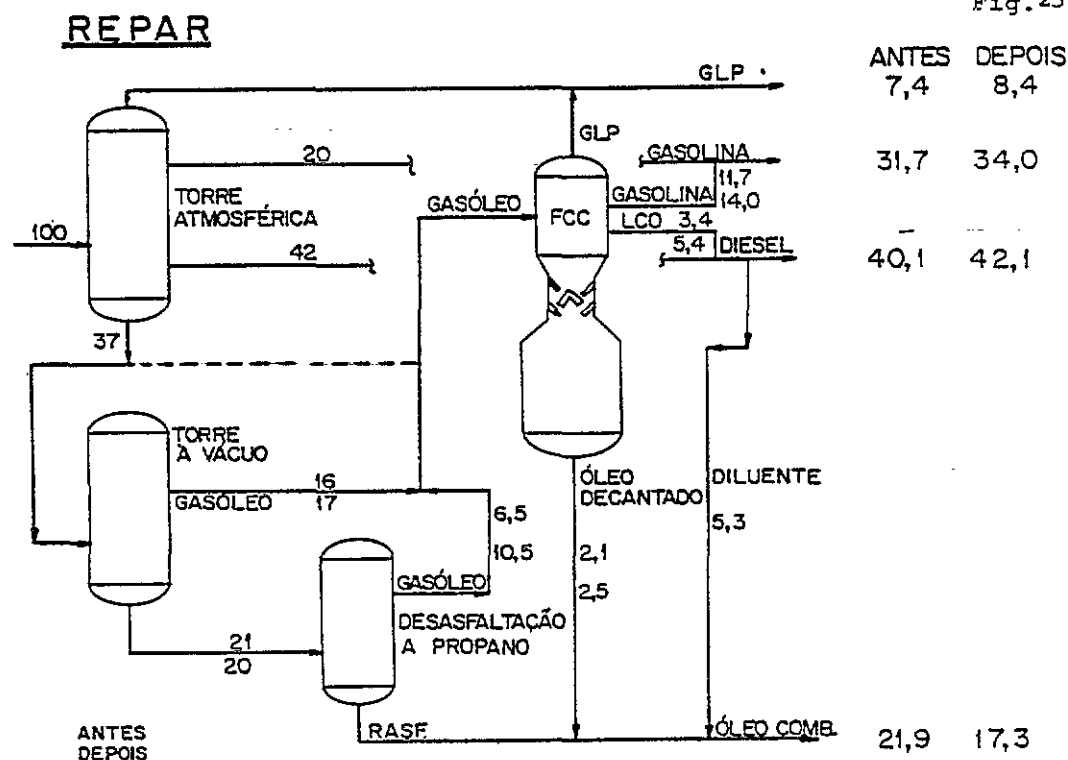 Fig. 25
REPAR
ANTES DEPOIS
GLP
7,4 8,4
GLP
20
GASOLINA
31,7 34,0
11,7
TORRE
ATMOSFÉRICA
GASÓLEO
GASOLINA
14,0
FCC
LCO 3,4
100
5,4 DIESEL
42
40,1 42,1
37
TORRE
À VÁCUO
16
GASÓLEO
17
ÓLEO
DECANTADO
DILUENTE
6,5
5,3
10,5
2,1
GASÓLEO
2,5
DESASFALTAÇÃO
A PROPANO
21
20
RASF.
ÓLEO COMB.
21,9 17,3
ANTES
DEPOIS